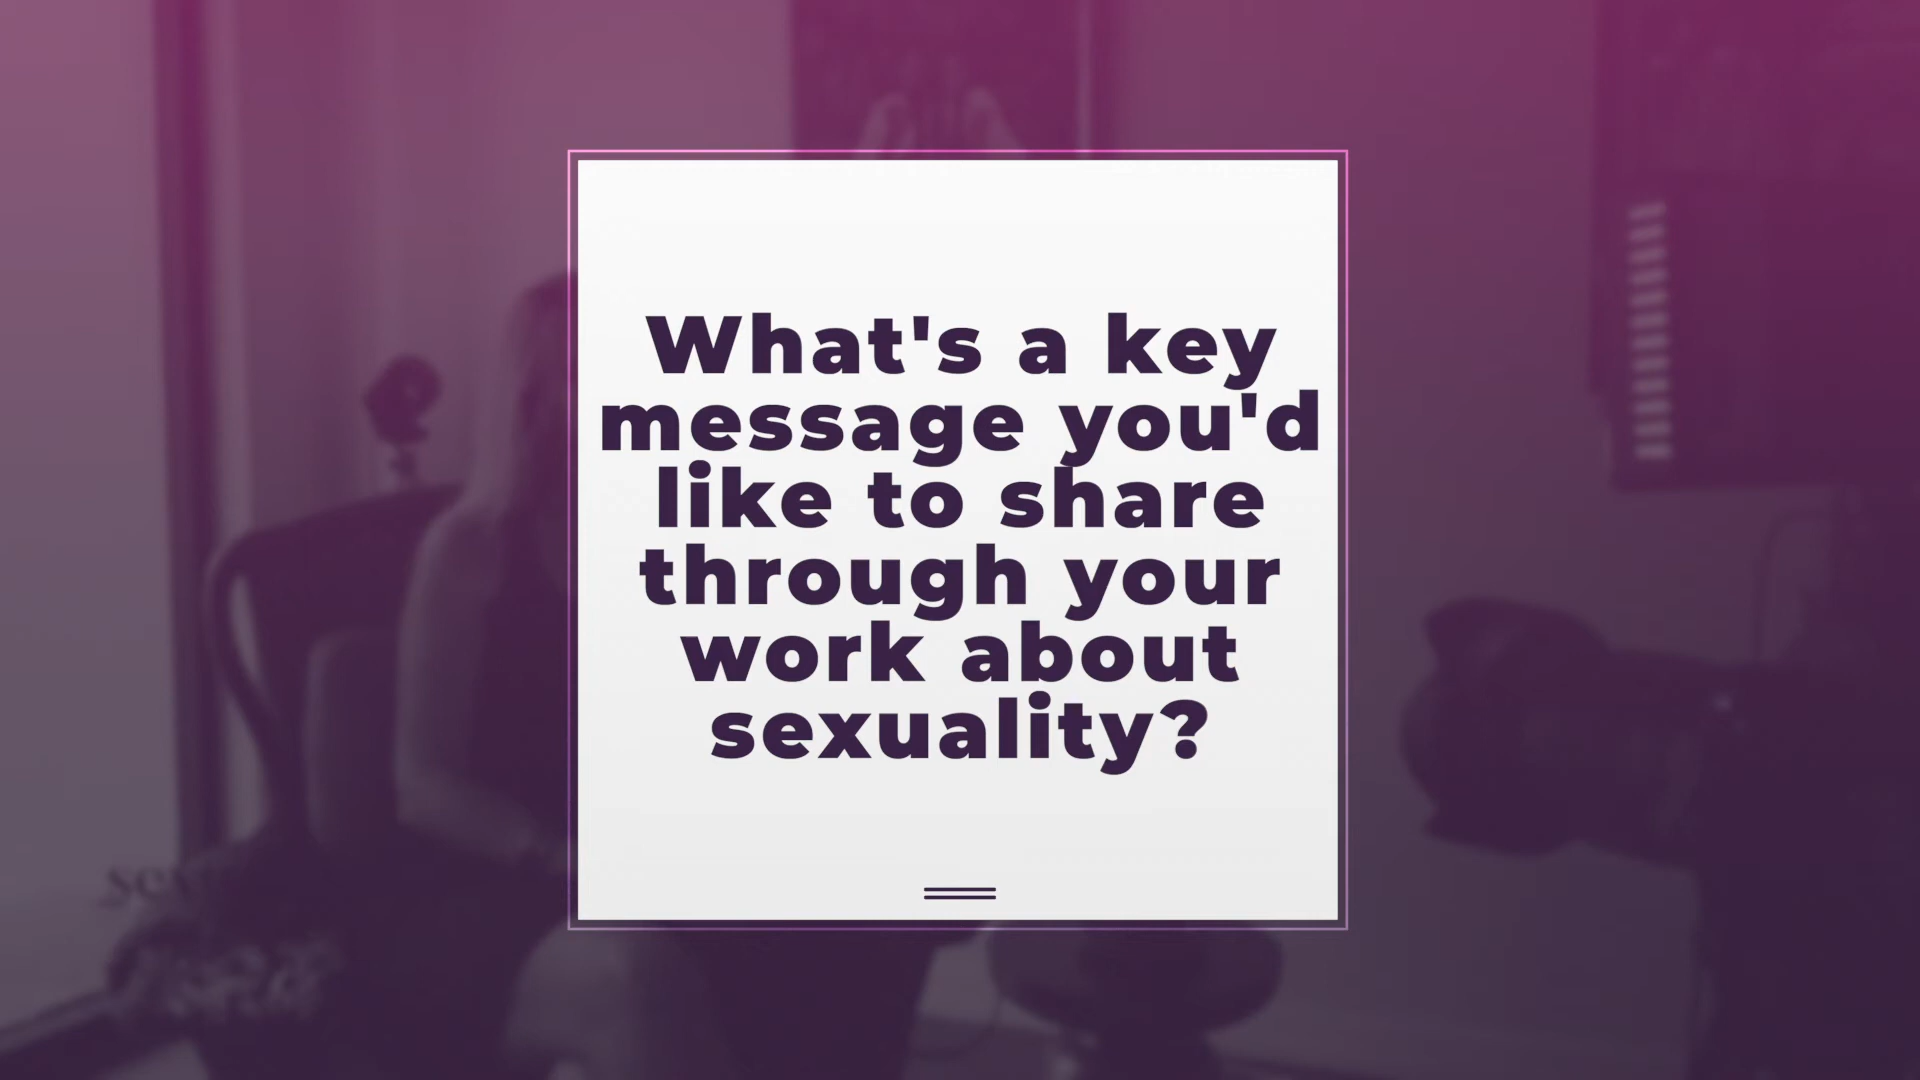 What's a key
message you'd
like to share
through your
work about
sexuality?